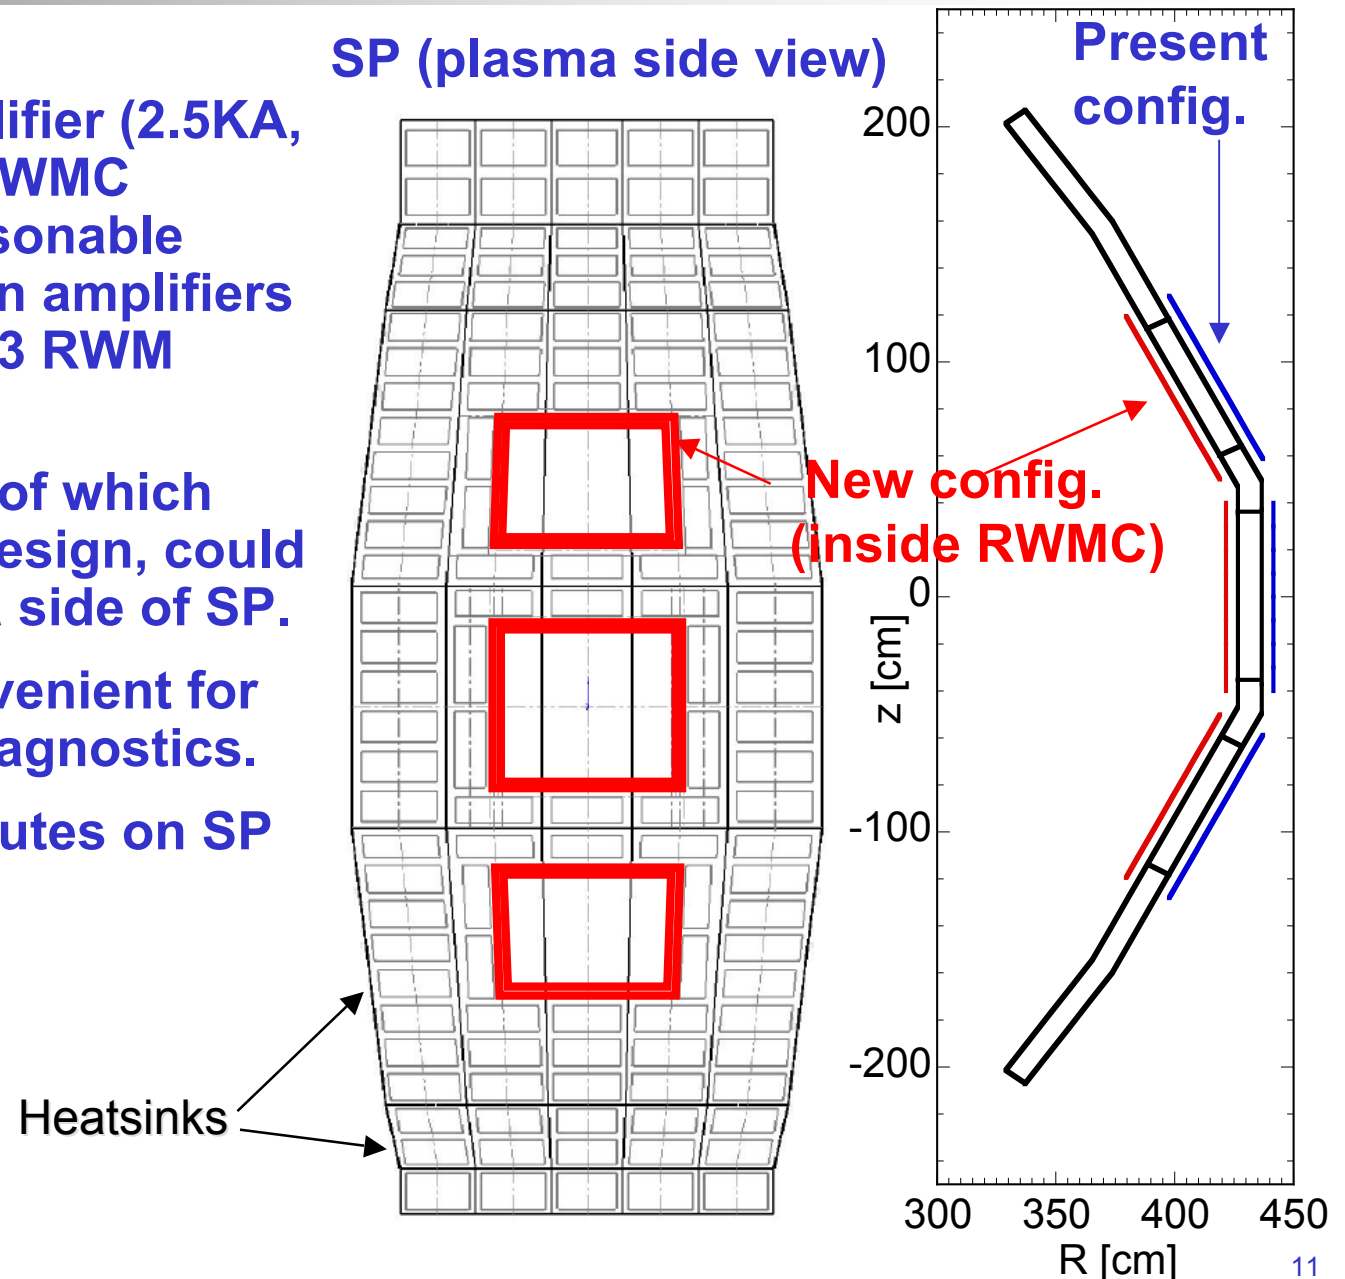 SP (plasma side view)
lifier (2.5KA,
WMC
sonable
n amplifiers
3 RWM
of which
esign, could
side of SP.
venient for
agnostics.
utes on SP
Heatsinks
New config.
(inside RWMC)
Present
config.
200
100
0
-100
-200
z [cm]
300 350 400 450
R [cm]
11